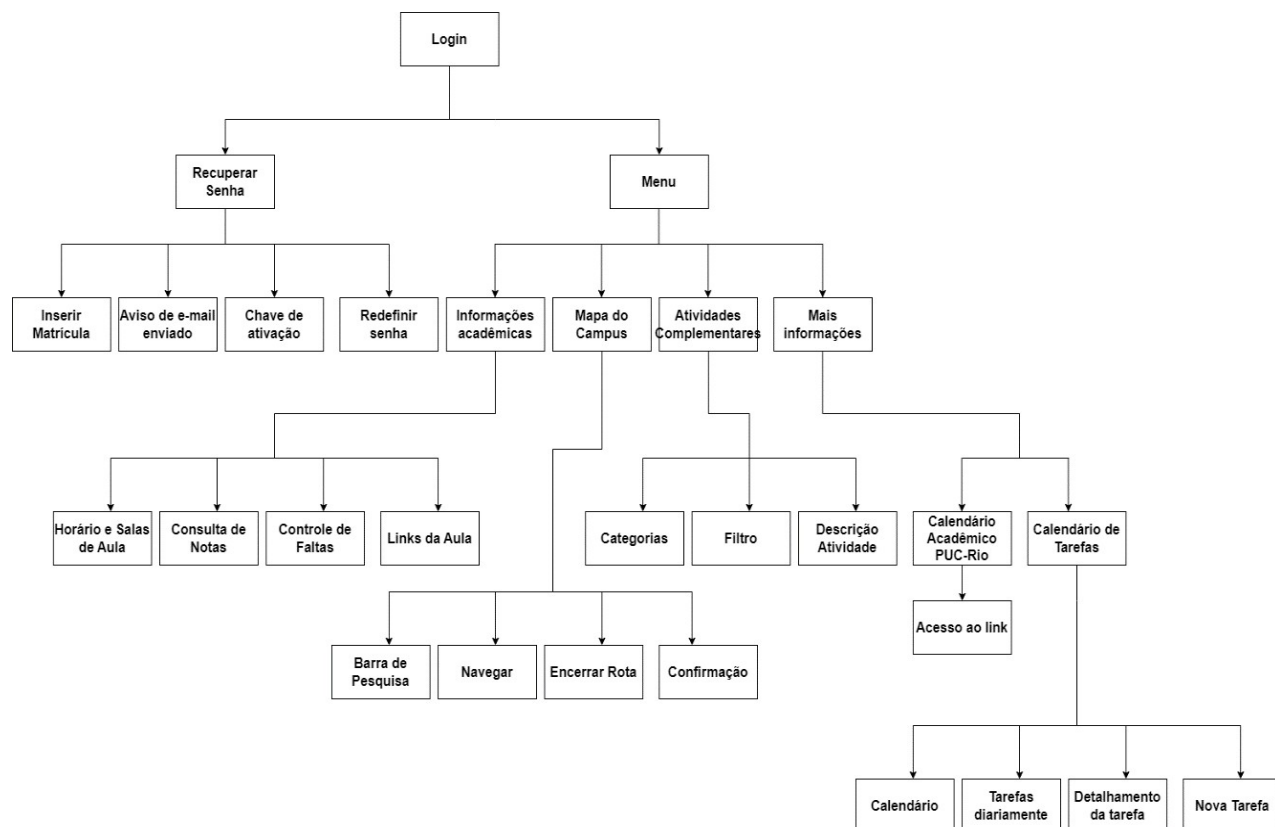 Login
Recuperar
Senha
Menu
Inserir
Matrícula
Aviso de e-mail
enviado
Chave de
ativação
Redefinir
senha
Informações
acadêmicas
Mapa do
Campus
Atividades
Complementares
Mais
informações
Horário e Salas
de Aula
Consulta de
Notas
Controle de
Faltas
Links da Aula
Categorias
Filtro
Descrição
Atividade
Calendário
Acadêmico
PUC-Rio
Calendário de
Tarefas
Acesso ao link
Barra de
Pesquisa
Navegar
Encerrar Rota
Confirmação
Calendário
Tarefas
diariamente
Detalhamento
da tarefa
Nova Tarefa